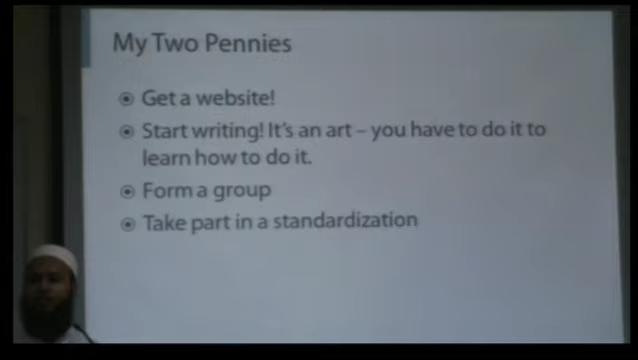 My Two Pennies
Get a website!
Start writing! It's an art – you have to do it to
learn how to do it.
Form a group
Take part in a standardization